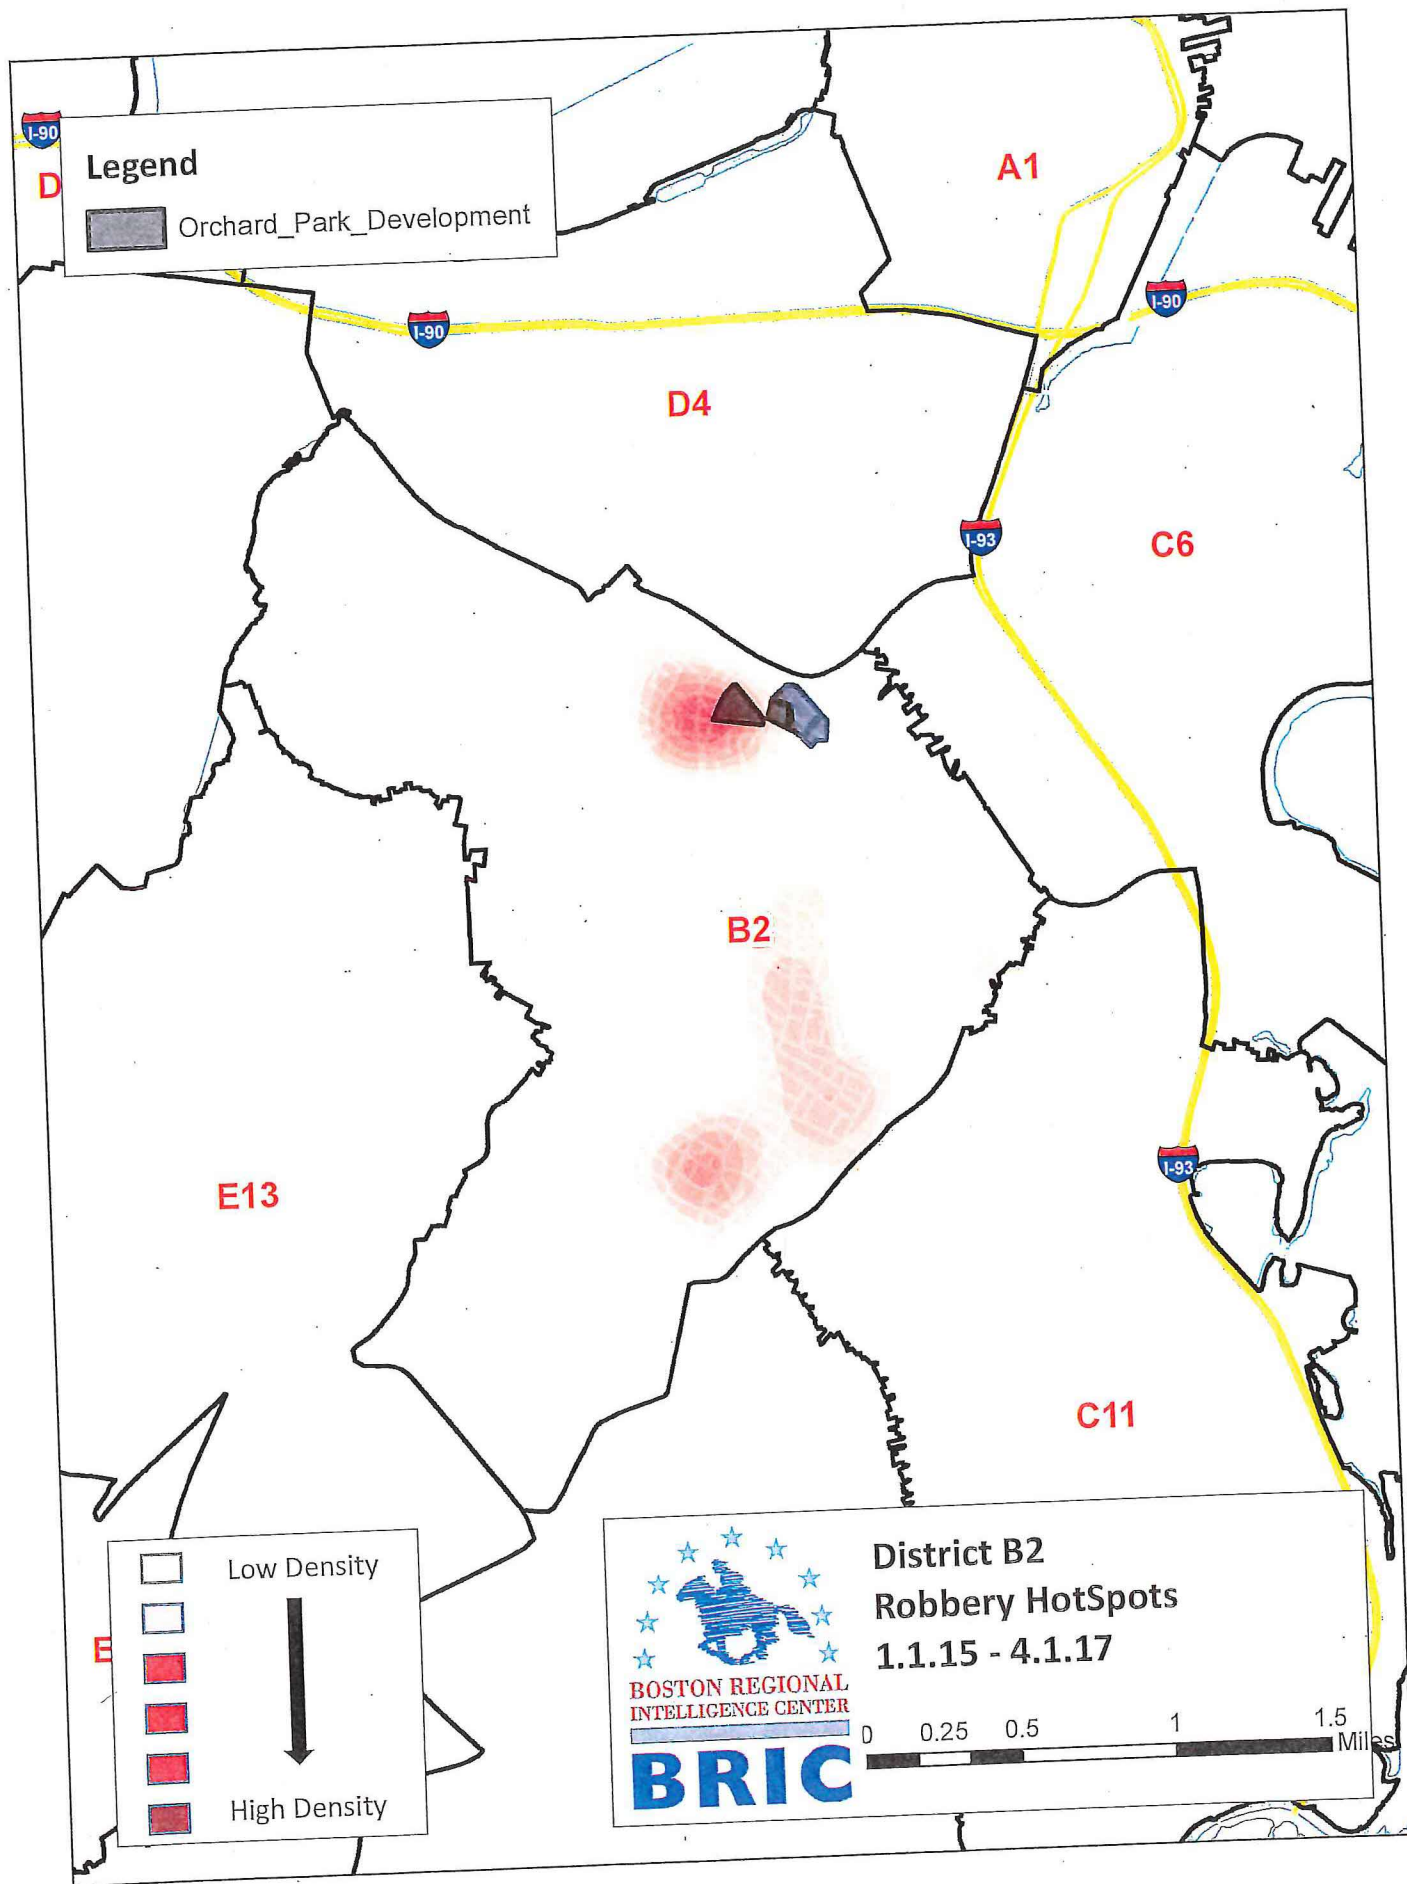 I-90
D
Legend
Orchard_Park_Development
A1
I-90
I-90
D4
I-93
C6
B2
E13
I-93
C11
E
Low Density
High Density
BOSTON REGIONAL
INTELLIGENCE CENTER
BRIC
District B2
Robbery HotSpots
1.1.15 - 4.1.17
0 0.25 0.5 1 1.5
Miles